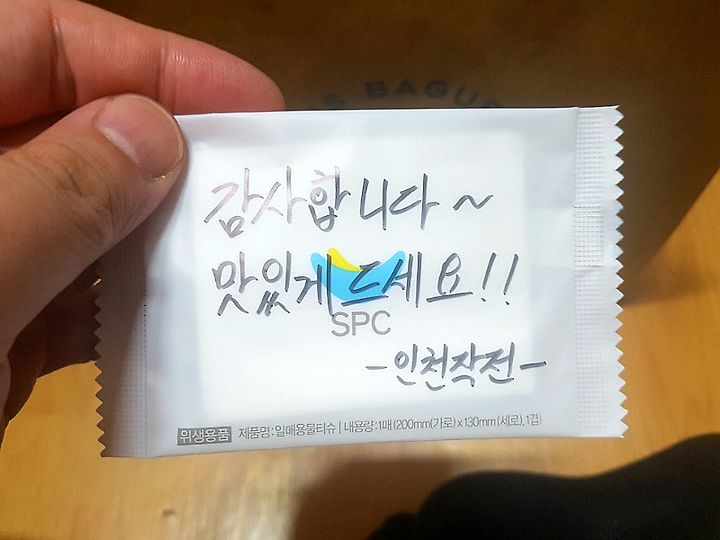 S BAGUE
감사합니다~
맛있게 드세요!!
SPC
-인천작전-
위생용품 제품명:일매용물티슈 | 내용량:1매 (200mm(가로) x 130mm(세로), 1겹)